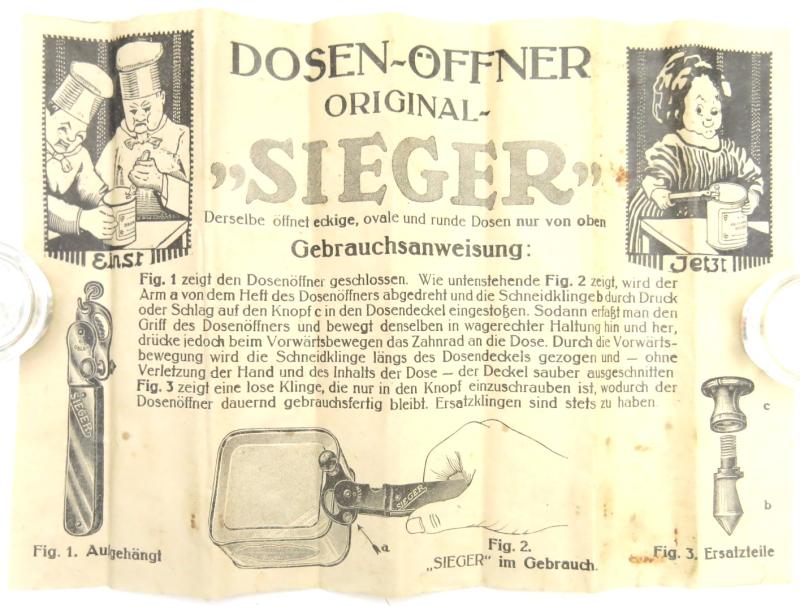 DOSEN-ÖFFNER
ORIGINAL-
„SIEGER"
Derselbe öffnet eckige, ovale und runde Dosen nur von oben
Einst
Jetzt
Gebrauchsanweisung:
Fig. 1 zeigt den Dosenöffner geschlossen. Wie untenstehende Fig. 2 zeigt, wird der
Arm a von dem Heft des Dosenöffners abgedreht und die Schneidklinge b durch Druck
oder Schlag auf den Knopf c in den Dosendeckel eingestoßen. Sodann erfaßt man den
Griff des Dosenöffners und bewegt denselben in wagerechter Haltung hin und her,
drücke jedoch beim Vorwärtsbewegen das Zahnrad an die Dose. Durch die Vorwärts-
bewegung wird die Schneidklinge längs des Dosendeckels gezogen und — ohne
Verletzung der Hand und des Inhalts der Dose — der Deckel sauber ausgeschnitten
Fig. 3 zeigt eine lose Klinge, die nur in den Knopf einzuschrauben ist, wodurch der
Dosenöffner dauernd gebrauchsfertig bleibt. Ersatzklingen sind stets zu haben.
SIEGER
SIEGER
a
c
b
Fig. 1. Aufgehängt
Fig. 2.
„SIEGER" im Gebrauch.
Fig. 3. Ersatzteile